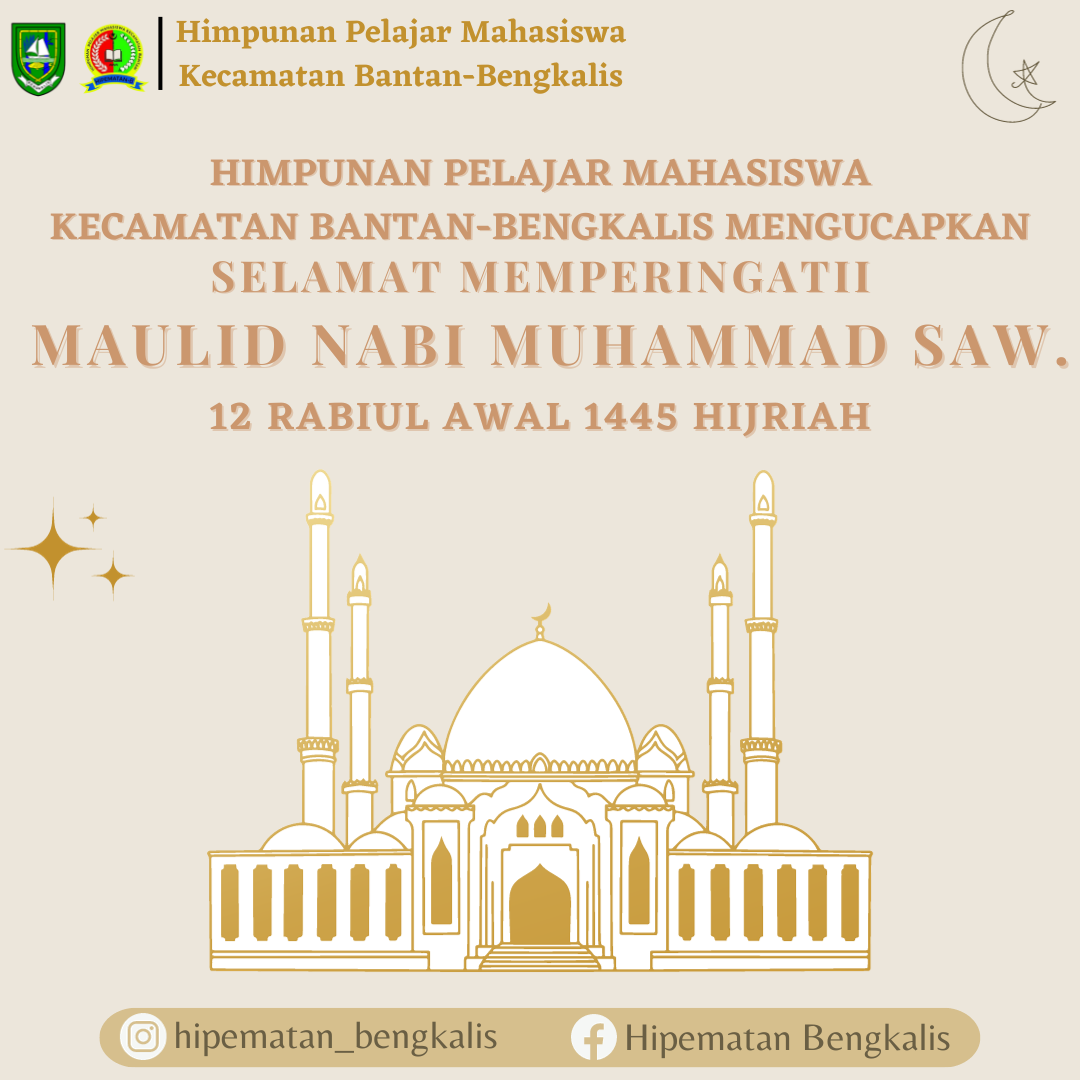 Himpunan Pelajar Mahasiswa
Kecamatan Bantan-Bengkalis
HIMPUNAN PELAJAR MAHASISWA
KECAMATAN BANTAN-BENGKALIS MENGUCAPKAN
SELAMAT MEMPERINGATII
MAULID NABI MUHAMMAD SAW.
12 RABIUL AWAL 1445 HIJRIAH
hipematan_bengkalis
Hipematan Bengkalis